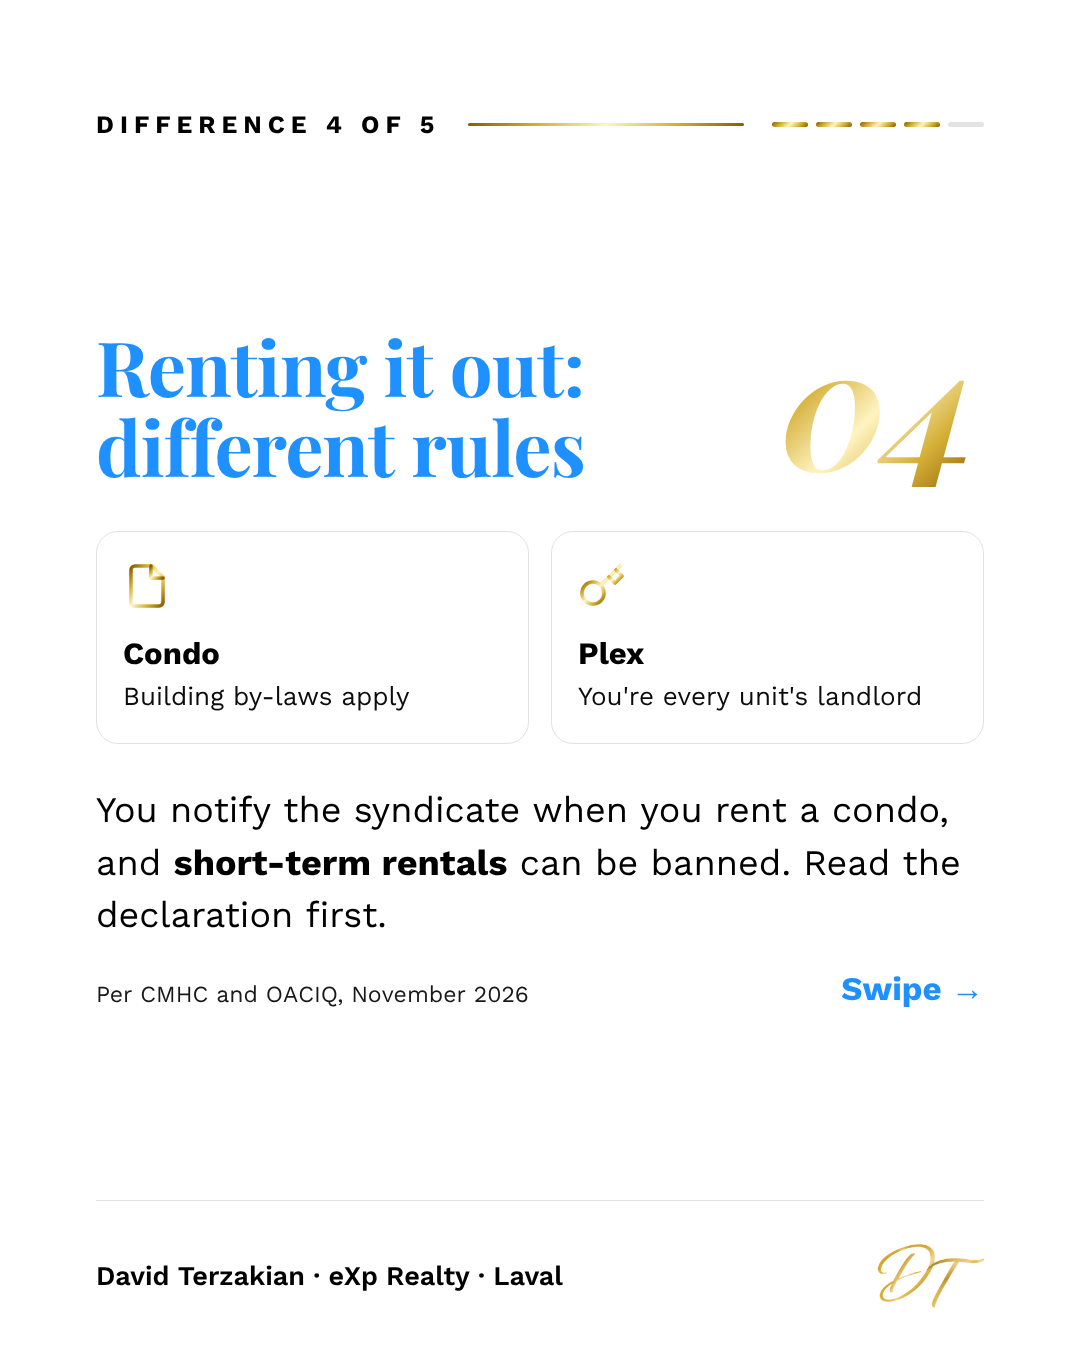 DIFFERENCE 4 OF 5
Renting it out:
different rules
04
Condo
Building by-laws apply
Plex
You're every unit's landlord
You notify the syndicate when you rent a condo,
and short-term rentals can be banned. Read the
declaration first.
Per CMHC and OACIQ, November 2026
Swipe →
David Terzakian · eXp Realty · Laval
DT